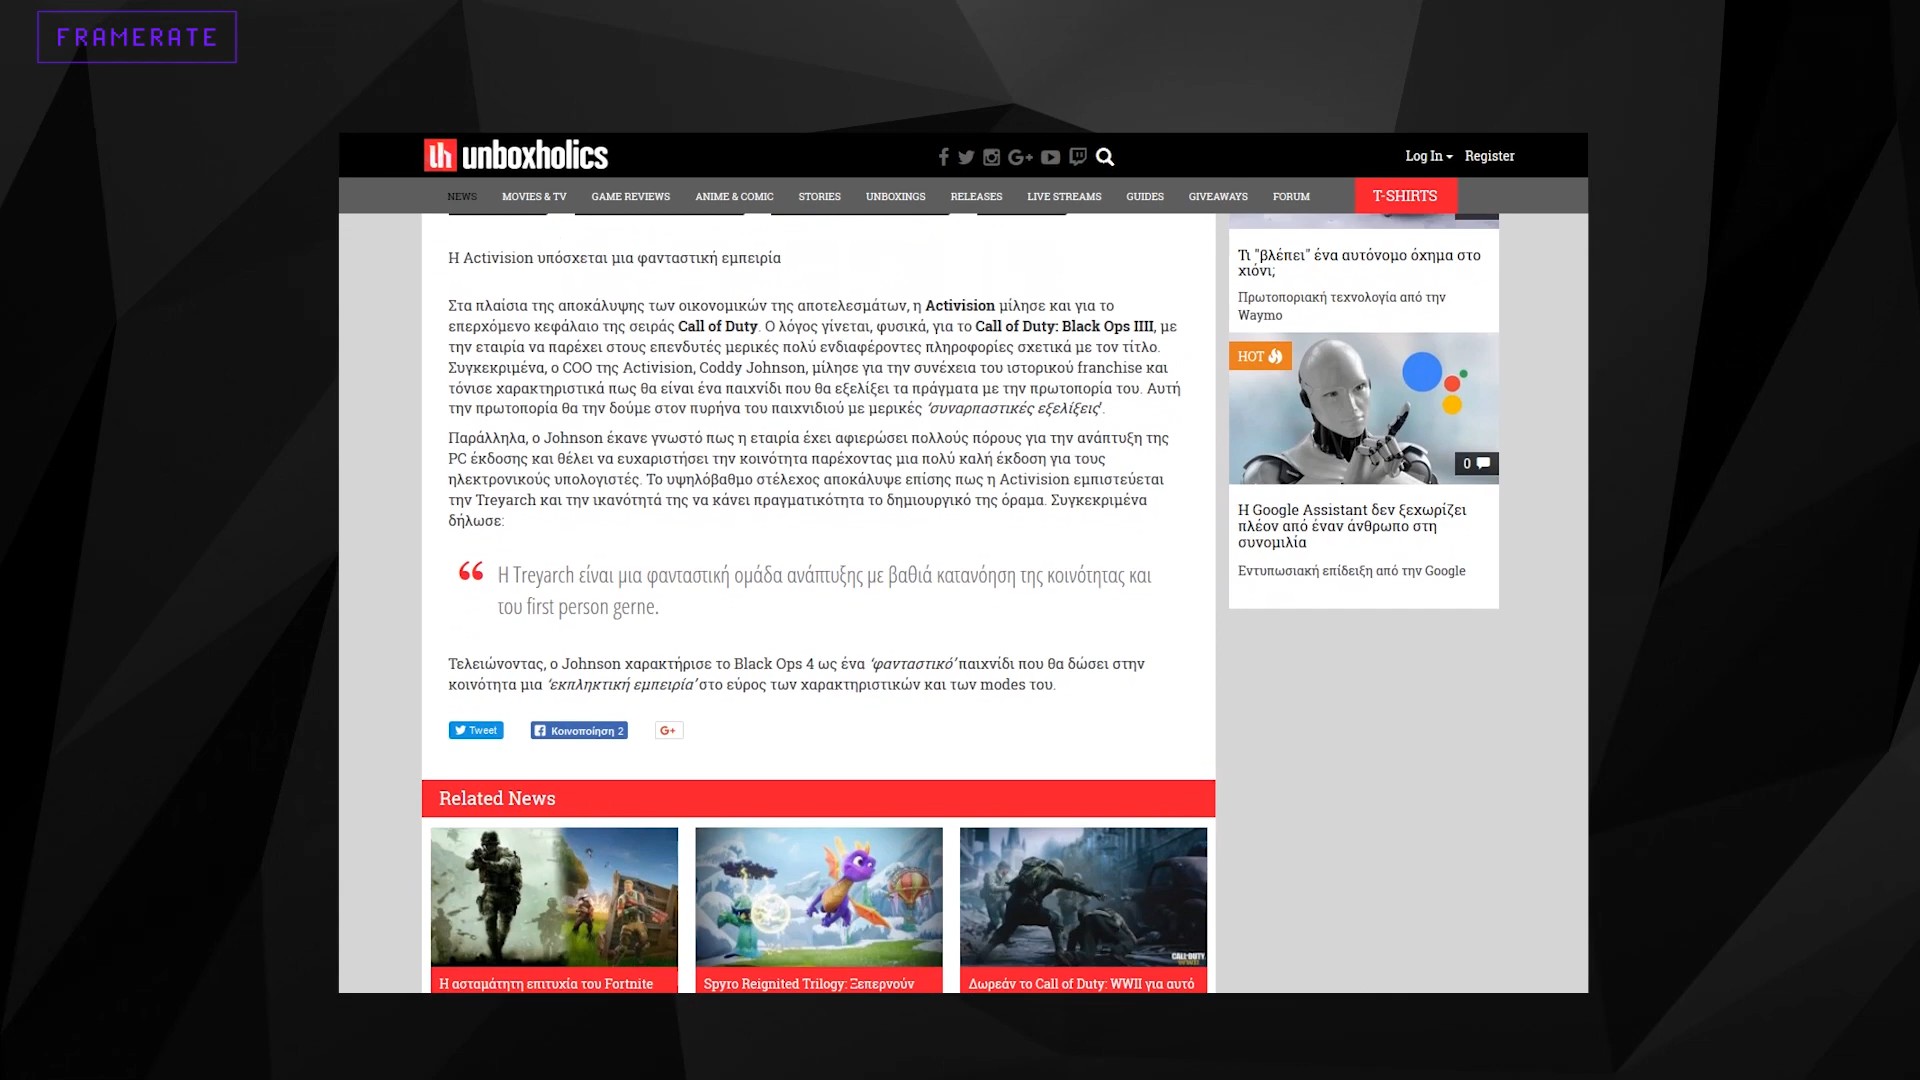 FRAMERATE
uh unboxholics
Log In Register
NEWS MOVIES & TV GAME REVIEWS ANIME & COMIC STORIES UNBOXINGS RELEASES LIVE STREAMS GUIDES GIVEAWAYS FORUM T-SHIRTS
Η Activision υπόσχεται μια φανταστική εμπειρία
Στα πλαίσια της αποκάλυψης των οικονομικών της αποτελεσμάτων, η Activision μίλησε και για το
επερχόμενο κεφάλαιο της σειράς Call of Duty. Ο λόγος γίνεται, φυσικά, για το Call of Duty: Black Ops IIII, με
την εταιρία να παρέχει στους επενδυτές μερικές πολύ ενδιαφέροντες πληροφορίες σχετικά με τον τίτλο.
Συγκεκριμένα, ο COO της Activision, Coddy Johnson, μίλησε για την συνέχεια του ιστορικού franchise και
τόνισε χαρακτηριστικά πως θα είναι ένα παιχνίδι που θα εξελίξει τα πράγματα με την πρωτοπορία του. Αυτή
την πρωτοπορία θα την δούμε στον πυρήνα του παιχνιδιού με μερικές ‘συναρπαστικές εξελίξεις’.
Παράλληλα, ο Johnson έκανε γνωστό πως η εταιρία έχει αφιερώσει πολλούς πόρους για την ανάπτυξη της
PC έκδοσης και θέλει να ευχαριστήσει την κοινότητα παρέχοντας μια πολύ καλή έκδοση για τους
ηλεκτρονικούς υπολογιστές. Το υψηλόβαθμο στέλεχος αποκάλυψε επίσης πως η Activision εμπιστεύεται
την Treyarch και την ικανότητά της να κάνει πραγματικότητα το δημιουργικό της όραμα. Συγκεκριμένα
δήλωσε:
“ Η Treyarch είναι μια φανταστική ομάδα ανάπτυξης με βαθιά κατανόηση της κοινότητας και
του first person gerne.
Τελειώνοντας, ο Johnson χαρακτήρισε το Black Ops 4 ως ένα ‘φανταστικό’ παιχνίδι που θα δώσει στην
κοινότητα μια ‘εκπληκτική εμπειρία’ στο εύρος των χαρακτηριστικών και των modes του.
Tweet Κοινοποίηση 2 G+
Related News
CALL OF DUTY
WWII
Η ασταμάτητη επιτυχία του Fortnite
Spyro Reignited Trilogy: Ξεπερνούν
Δωρεάν το Call of Duty: WWII για αυτό
Τι "βλέπει" ένα αυτόνομο όχημα στο
χιόνι;
Πρωτοποριακή τεχνολογία από την
Waymo
HOT
0
Η Google Assistant δεν ξεχωρίζει
πλέον από έναν άνθρωπο στη
συνομιλία
Εντυπωσιακή επίδειξη από την Google